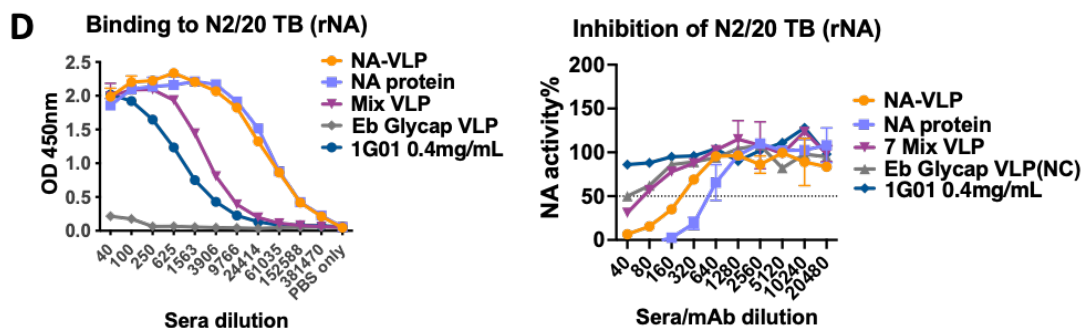 D
Binding to N2/20 TB (rNA)
OD 450nm
2.5
2.0
1.5
1.0
0.5
0.0
40
100
250
625
1563
3906
9766
24414
61035
152588
381470
PBS only
Sera dilution
NA-VLP
NA protein
Mix VLP
Eb Glycap VLP
1G01 0.4mg/mL
Inhibition of N2/20 TB (rNA)
NA activity%
200
150
100
50
0
40
80
160
320
640
1280
2560
5120
10240
20480
Sera/mAb dilution
NA-VLP
NA protein
7 Mix VLP
Eb Glycap VLP(NC)
1G01 0.4mg/mL